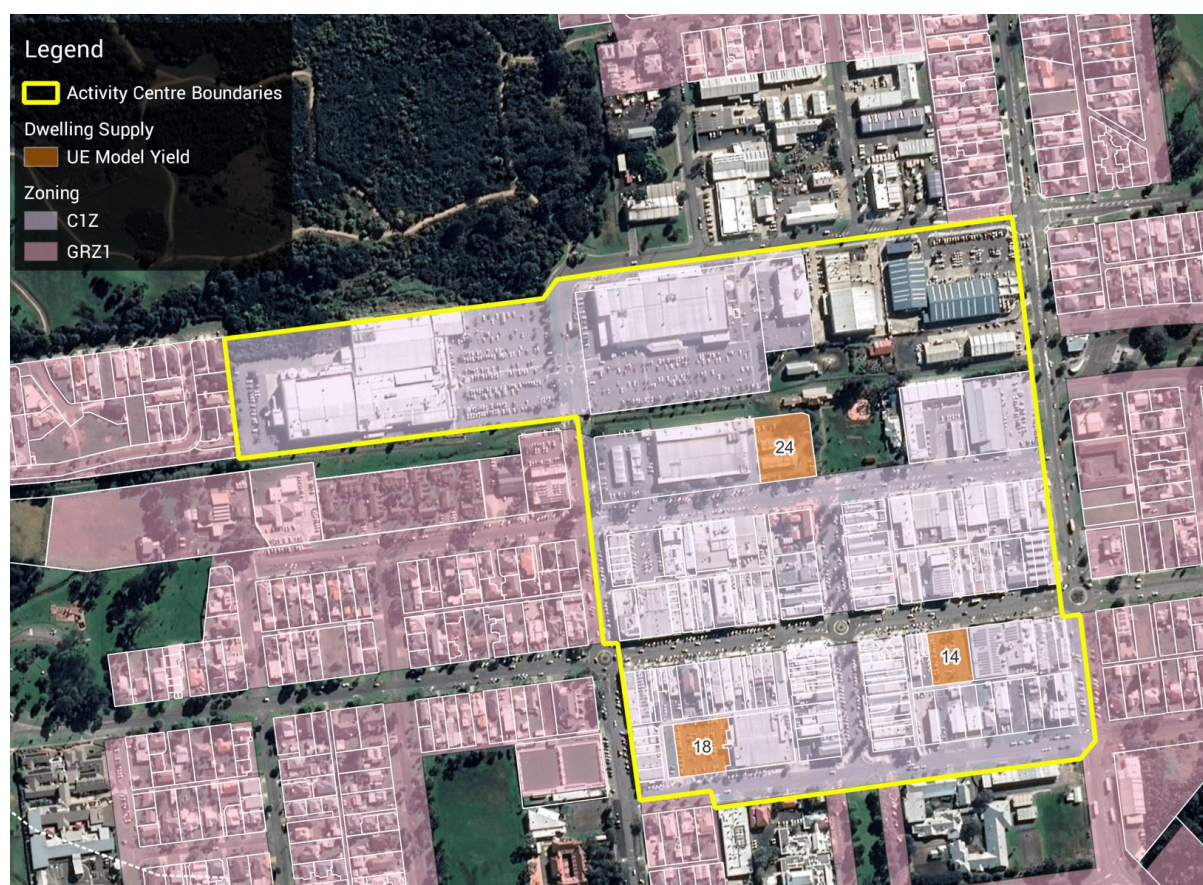 Legend
Activity Centre Boundaries
Dwelling Supply
UE Model Yield
Zoning
C1Z
GRZ1
24
14
18